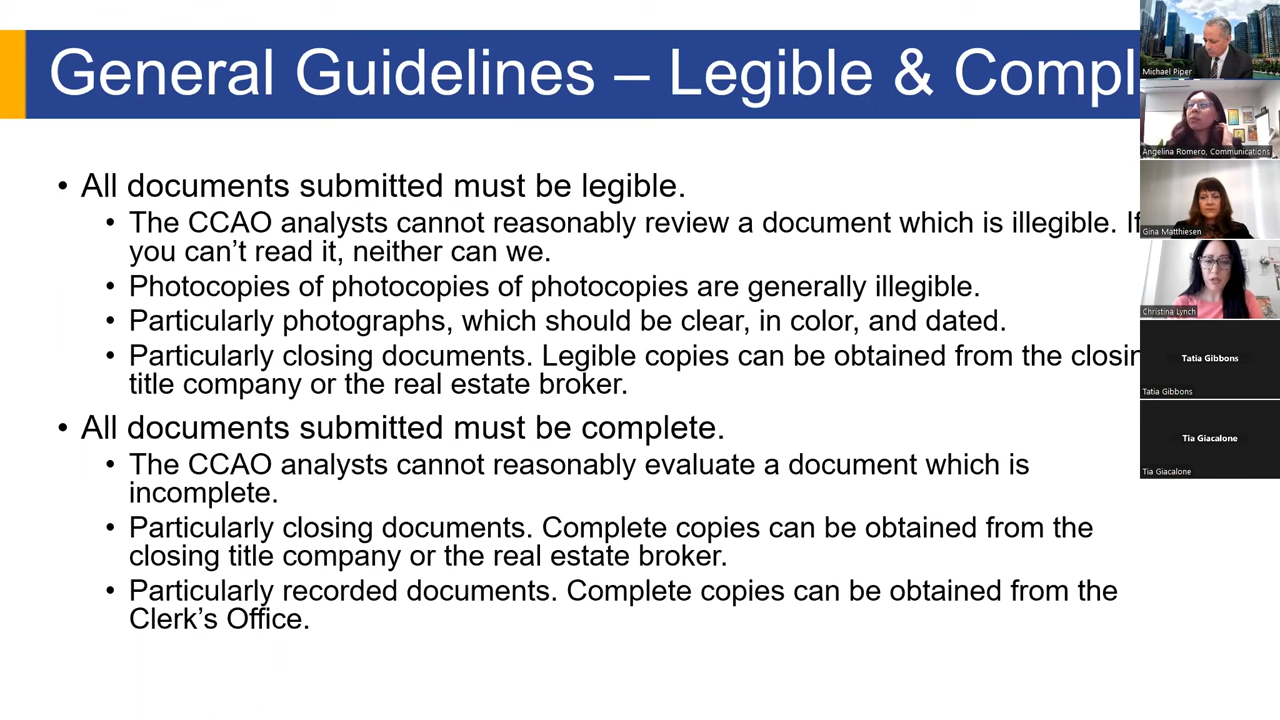 General Guidelines – Legible & Compl
• All documents submitted must be legible.
• The CCAO analysts cannot reasonably review a document which is illegible. If
you can’t read it, neither can we.
• Photocopies of photocopies of photocopies are generally illegible.
• Particularly photographs, which should be clear, in color, and dated.
• Particularly closing documents. Legible copies can be obtained from the closin
title company or the real estate broker.
• All documents submitted must be complete.
• The CCAO analysts cannot reasonably evaluate a document which is
incomplete.
• Particularly closing documents. Complete copies can be obtained from the
closing title company or the real estate broker.
• Particularly recorded documents. Complete copies can be obtained from the
Clerk’s Office.
Michael Piper
Angelina Romero, Communications
Gina Matthiesen
Christina Lynch
Tatia Gibbons
Tatia Gibbons
Tia Giacalone
Tia Giacalone